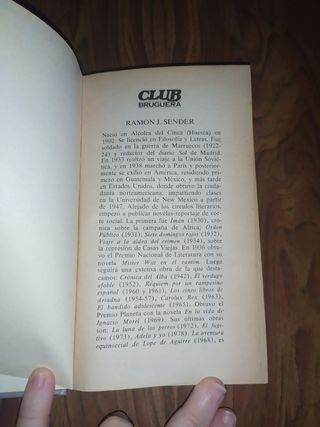 CLUB
BRUGUERA
RAMON J. SENDER
Nació en Alcolea del Cinca (Huesca) en
1902. Se licenció en Filosofía y Letras. Fue
soldado en la guerra de Marruecos (1922-
24) y redactor del diario Sol de Madrid.
En 1933 realizó un viaje a la Unión Sovié-
tica, y en 1938 marchó a París y posterior-
mente se exilió en América, residiendo pri-
mero en Guatemala y México, y más tarde
en Estados Unidos, donde obtuvo la ciuda-
danía norteamericana, impartiendo clases
en la Universidad de New Mexico a partir
de 1947. Alejado de los círculos literarios,
empezó a publicar novelas-reportaje de cor-
te social. La primera fue Imán (1930), cró-
nica sobre la campaña de Africa; Orden
Público (1931), Siete domingos rojos (1932),
Viaje a la aldea del crimen (1934), sobre
la represión de Casas Viejas. En 1936 obtu-
vo el Premio Nacional de Literatura con su
novela Mister Witt en el cantón. Luego
seguirá una extensa obra de la que desta-
camos: Crónica del Alba (1942), El verdugo
afable (1952), Réquiem por un campesino
español (1960 y 1961), Los cinco libros de
Ariadna (1954-57), Carolus Rex (1963),
El bandido adolescente (1965). Obtuvo el
Premio Planeta con la novela En la vida de
Ignacio Morel (1969). Sus últimas obras
son: La luna de los perros (1972), El fugi-
tivo (1973), Adela y yo (1978). La aventura
equinoccial de Lope de Aguirre (1968), es